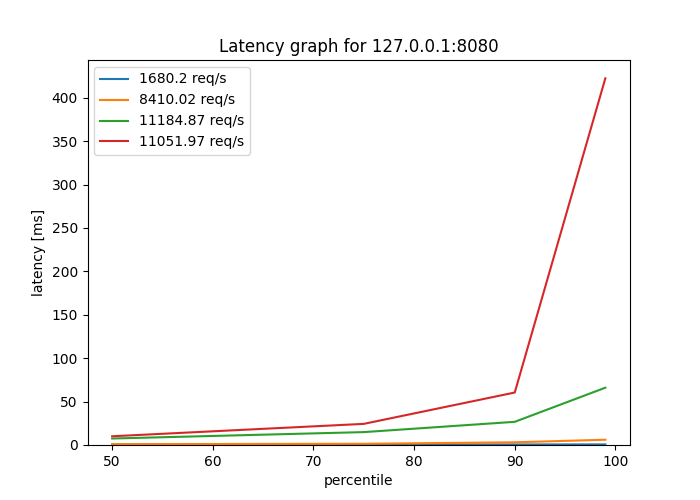 Latency graph for 127.0.0.1:8080
1680.2 req/s
8410.02 req/s
11184.87 req/s
11051.97 req/s
latency [ms]
400
350
300
250
200
150
100
50
0
50 60 70 80 90 100
percentile